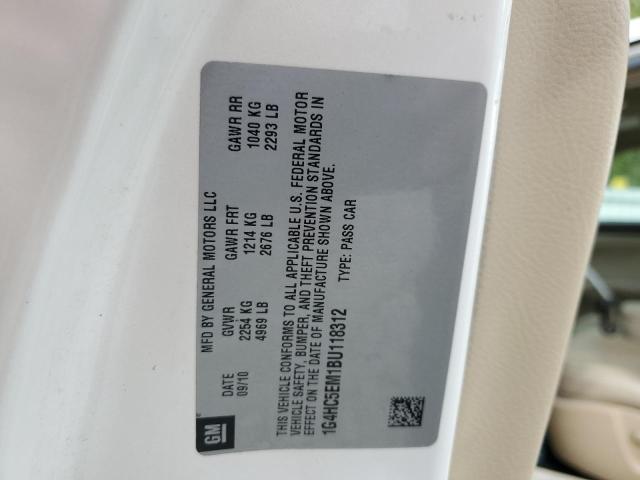 GM
MFD BY GENERAL MOTORS LLC
DATE GVWR GAWR FRT GAWR RR
09/10 2254 KG 1214 KG 1040 KG
4969 LB 2676 LB 2293 LB
THIS VEHICLE CONFORMS TO ALL APPLICABLE U.S. FEDERAL MOTOR
VEHICLE SAFETY, BUMPER, AND THEFT PREVENTION STANDARDS IN
EFFECT ON THE DATE OF MANUFACTURE SHOWN ABOVE.
1G4HC5EM1BU118312 TYPE: PASS CAR